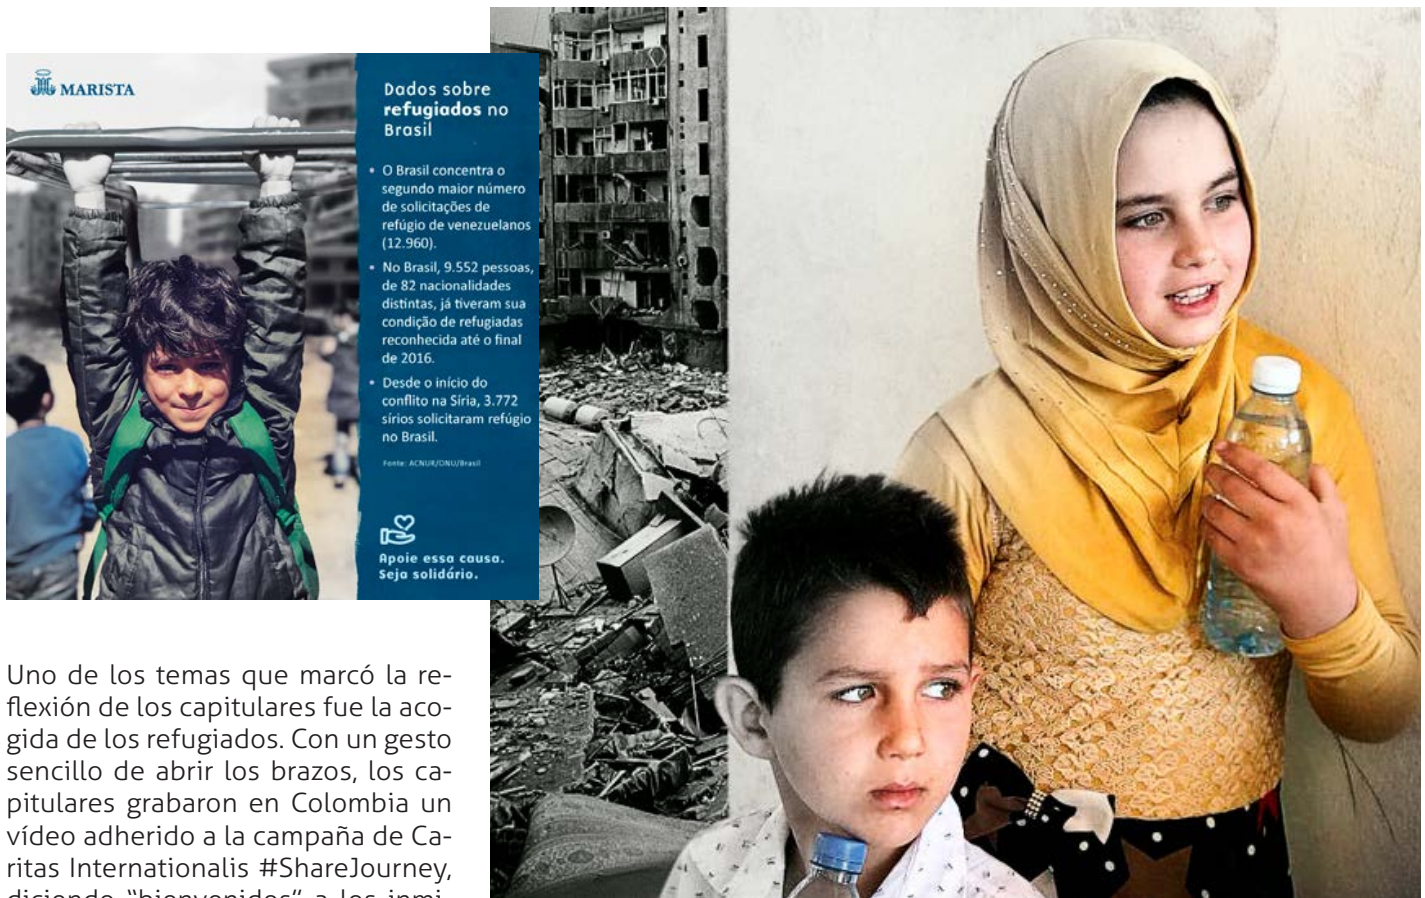 MARISTA
Dados sobre
refugiados no
Brasil
• O Brasil concentra o
segundo maior número
de solicitações de
refúgio de venezuelanos
(12.960).
• No Brasil, 9.552 pessoas,
de 82 nacionalidades
distintas, já tiveram sua
condição de refugiadas
reconhecida até o final
de 2016.
• Desde o início do
conflito na Síria, 3.772
sírios solicitaram refúgio
no Brasil.
Fonte: ACNUR/ONU/Brasil
Apoie essa causa.
Seja solidário.
Uno de los temas que marcó la re-
flexión de los capitulares fue la aco-
gida de los refugiados. Con un gesto
sencillo de abrir los brazos, los ca-
pitulares grabaron en Colombia un
vídeo adherido a la campaña de Ca-
ritas Internationalis #ShareJourney,
diciendo “bienvenidos” a los inmi-